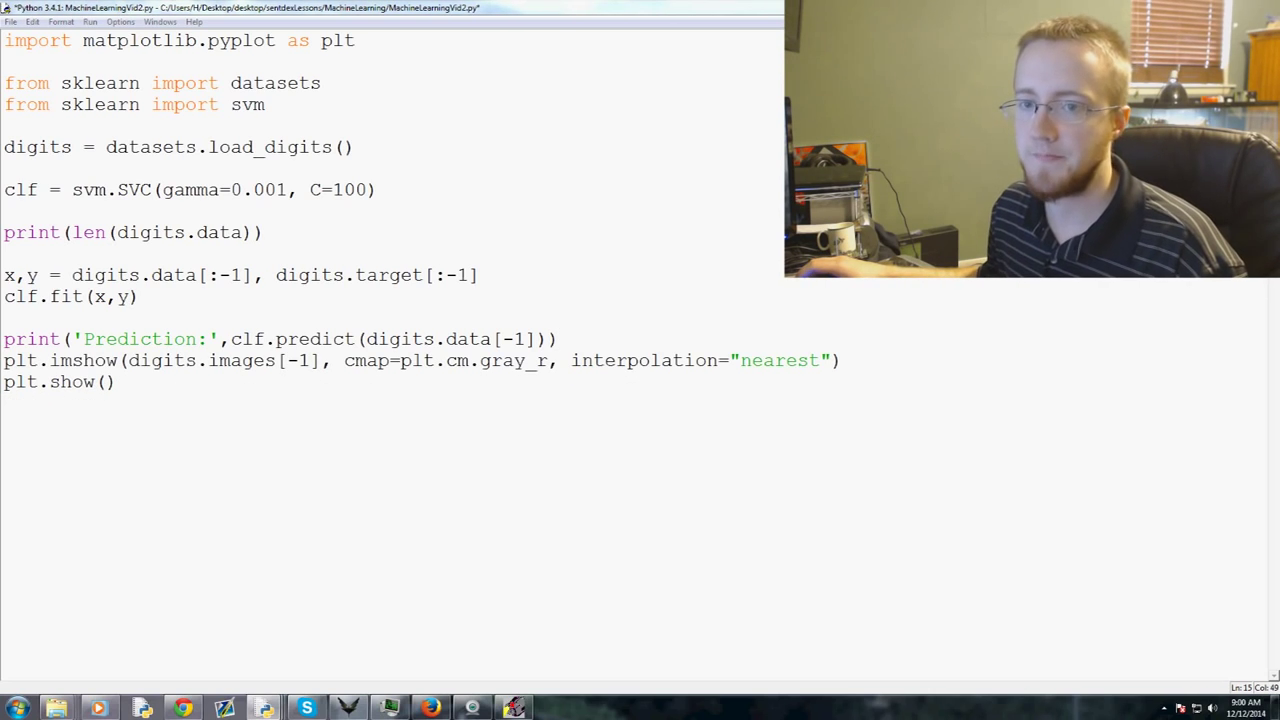 *Python 3.4.1: MachineLearningVid2.py - C:/Users/H/Desktop/desktop/sentdexLessons/MachineLearning/MachineLearningVid2.py*
File Edit Format Run Options Windows Help
import matplotlib.pyplot as plt
from sklearn import datasets
from sklearn import svm
digits = datasets.load_digits()
clf = svm.SVC(gamma=0.001, C=100)
print(len(digits.data))
x,y = digits.data[:-1], digits.target[:-1]
clf.fit(x,y)
print('Prediction:',clf.predict(digits.data[-1]))
plt.imshow(digits.images[-1], cmap=plt.cm.gray_r, interpolation="nearest")
plt.show()
Ln: 15 Col: 49
9:00 AM
12/12/2014